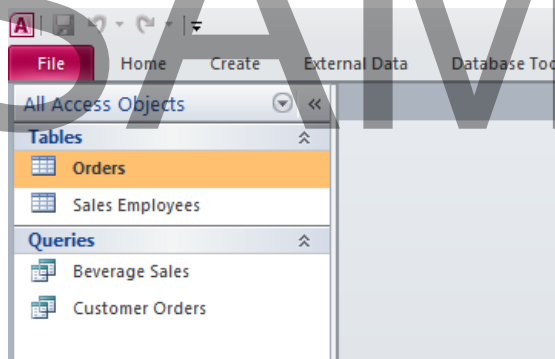 A
SAM
File Home Create External Data Database Too
All Access Objects
Tables
Orders
Sales Employees
Queries
Beverage Sales
Customer Orders